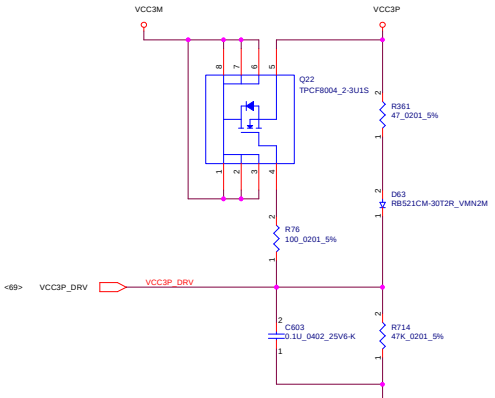 VCC3M
VCC3P
8
7
6
5
Q22
TPCF8004_2-3U1S
2
R361
47_0201_5%
1
1
2
3
4
2
D63
RB521CM-30T2R_VMN2M
1
2
R76
100_0201_5%
1
<69>
VCC3P_DRV
VCC3P_DRV
2
C603
0.1U_0402_25V6-K
1
2
R714
47K_0201_5%
1